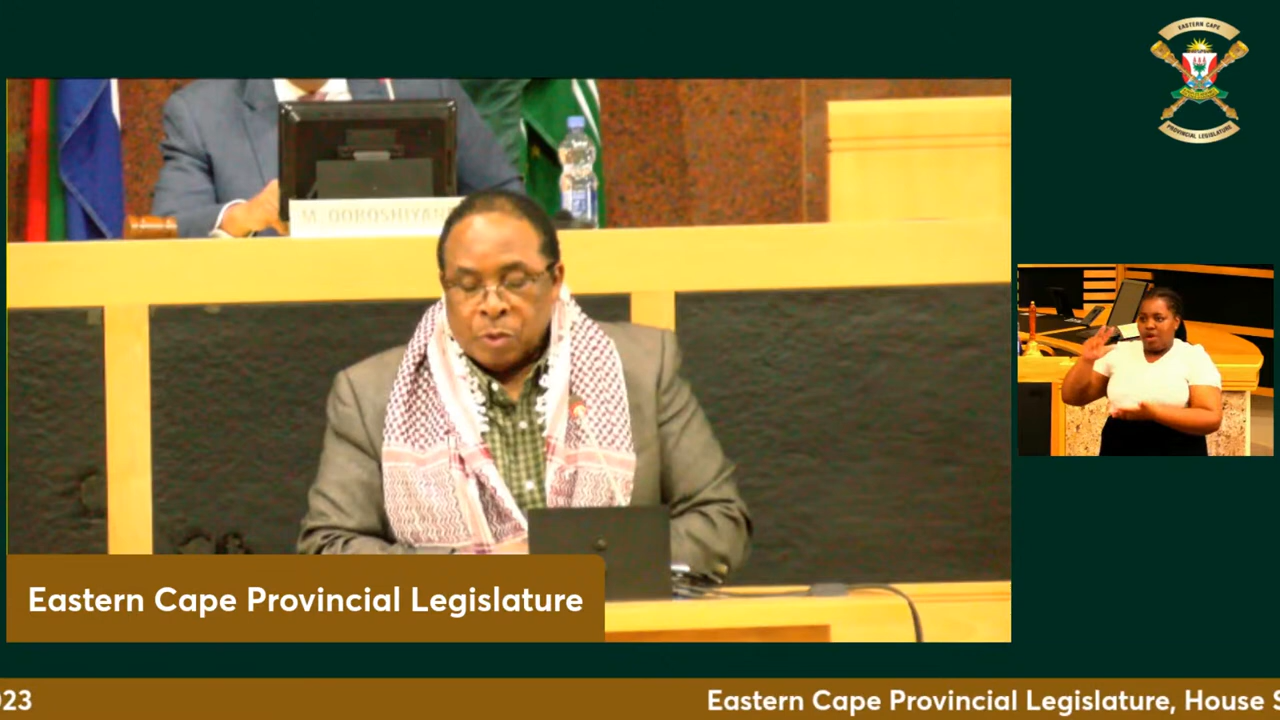 EASTERN CAPE
PROVINCIAL LEGISLATURE
M. QOBOSHIYANE
Eastern Cape Provincial Legislature
023
Eastern Cape Provincial Legislature, House S